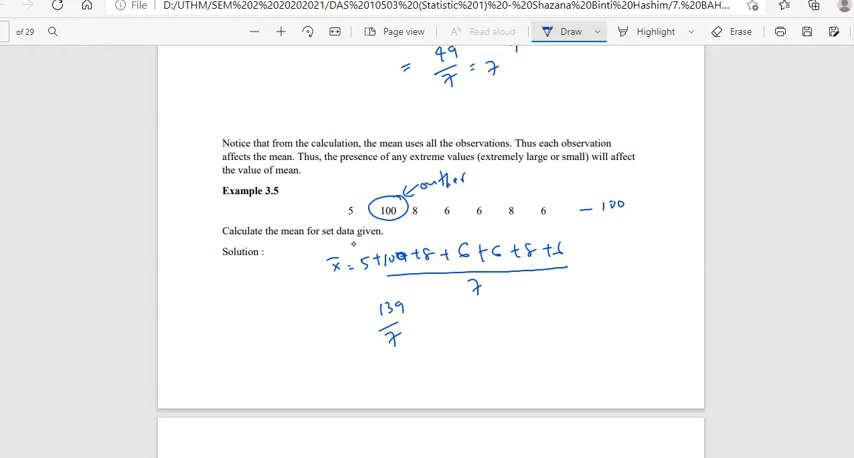 File D:/UTHM/SEM%202%2020202021/DAS%2010503%20(Statistic%201)%20-%20Shazana%20Binti%20Hashim/7.%20BAH...
of 29 Page view Read aloud Draw Highlight Erase
= 49/7 = 7
Notice that from the calculation, the mean uses all the observations. Thus each observation
affects the mean. Thus, the presence of any extreme values (extremely large or small) will affect
the value of mean.
outlier
Example 3.5
5 100 8 6 6 8 6 — 100
Calculate the mean for set data given.
Solution :
x̄ = 5+100+8+6+6+8+6
7
139
7